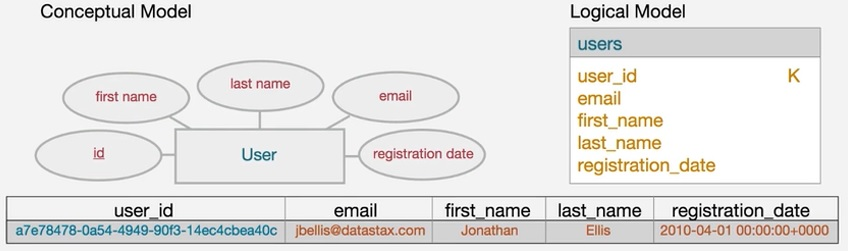 Conceptual Model
Logical Model
first name
last name
email
id
User
registration date
users
user_id K
email
first_name
last_name
registration_date
user_id email first_name last_name registration_date
a7e78478-0a54-4949-90f3-14ec4cbea40c jbellis@datastax.com Jonathan Ellis 2010-04-01 00:00:00+0000